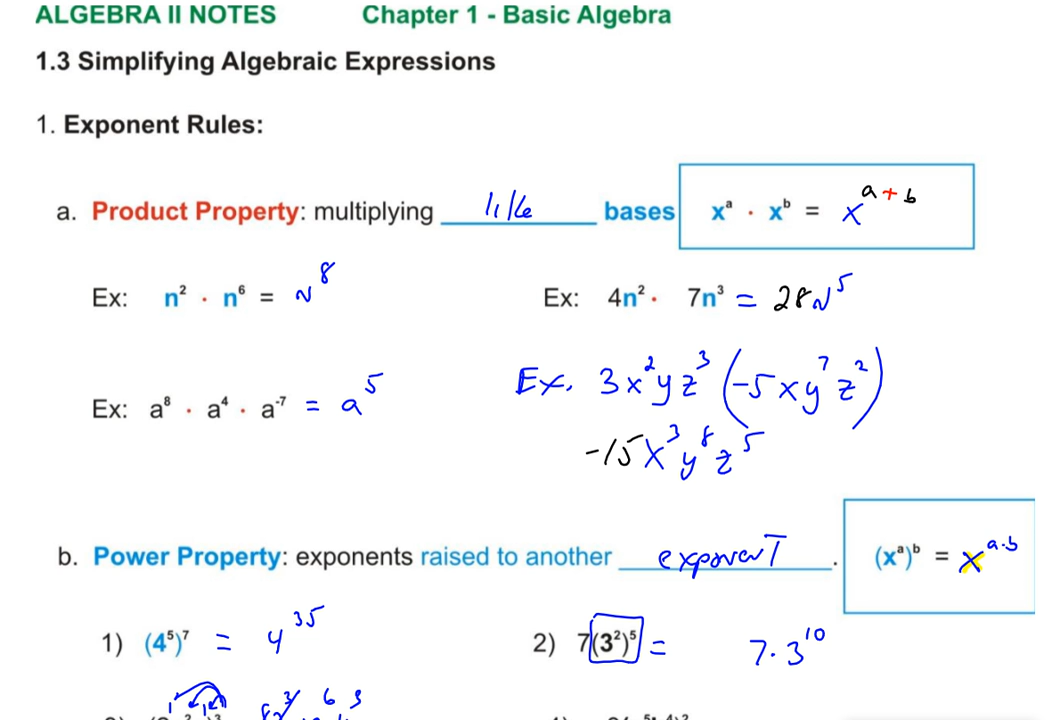 ALGEBRA II NOTES Chapter 1 - Basic Algebra
1.3 Simplifying Algebraic Expressions
1. Exponent Rules:
a. Product Property: multiplying like bases xᵃ · xᵇ = x^(a+b)
Ex: n² · n⁶ = n⁸ Ex: 4n² · 7n³ = 28n⁵
Ex: a⁸ · a⁴ · a⁻⁷ = a⁵ Ex. 3x²yz³(-5xy⁷z²)
-15x³y⁸z⁵
b. Power Property: exponents raised to another exponent. (xᵃ)ᵇ = x^(a·b)
1) (4⁵)⁷ = 4³⁵ 2) 7(3²)⁵ = 7·3¹⁰